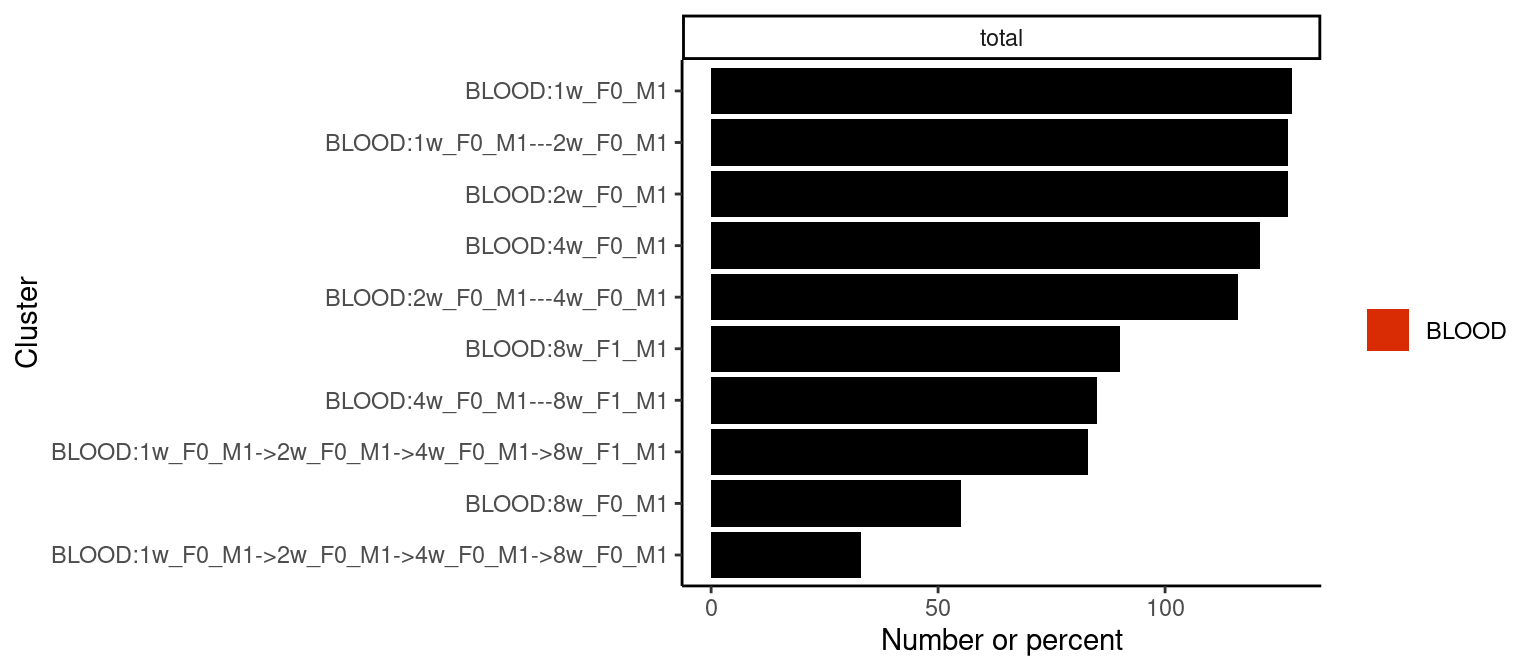 total
BLOOD:1w_F0_M1
BLOOD:1w_F0_M1---2w_F0_M1
BLOOD:2w_F0_M1
BLOOD:4w_F0_M1
BLOOD:2w_F0_M1---4w_F0_M1
BLOOD:8w_F1_M1
BLOOD:4w_F0_M1---8w_F1_M1
BLOOD:1w_F0_M1->2w_F0_M1->4w_F0_M1->8w_F1_M1
BLOOD:8w_F0_M1
BLOOD:1w_F0_M1->2w_F0_M1->4w_F0_M1->8w_F0_M1
Cluster
0 50 100
Number or percent
BLOOD